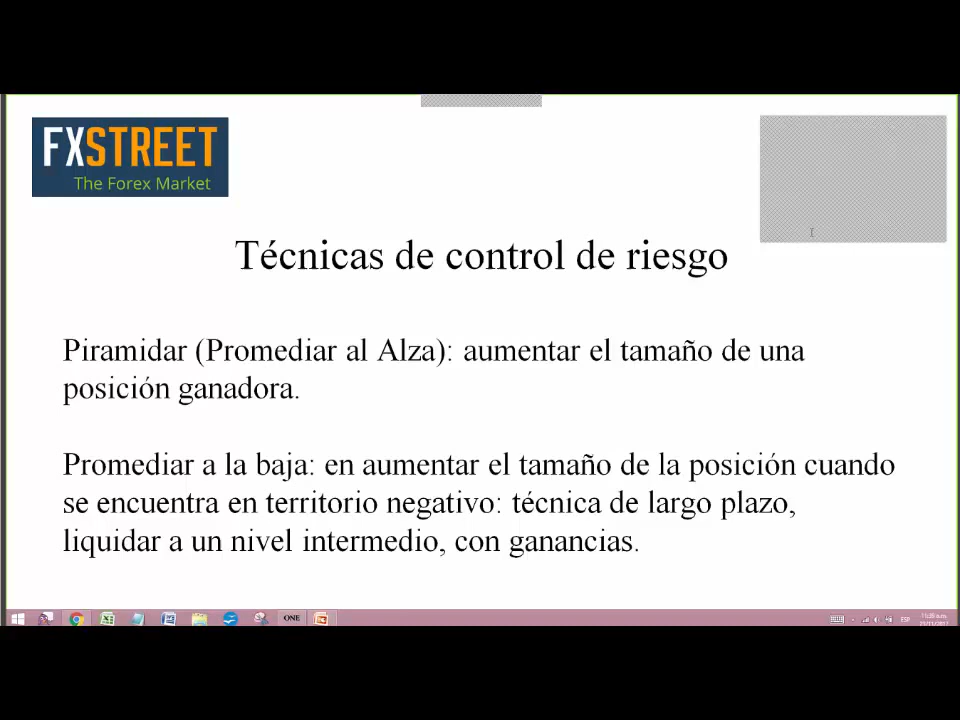 FXSTREET
The Forex Market
Técnicas de control de riesgo
Piramidar (Promediar al Alza): aumentar el tamaño de una
posición ganadora.
Promediar a la baja: en aumentar el tamaño de la posición cuando
se encuentra en territorio negativo: técnica de largo plazo,
liquidar a un nivel intermedio, con ganancias.
ONE
ESP